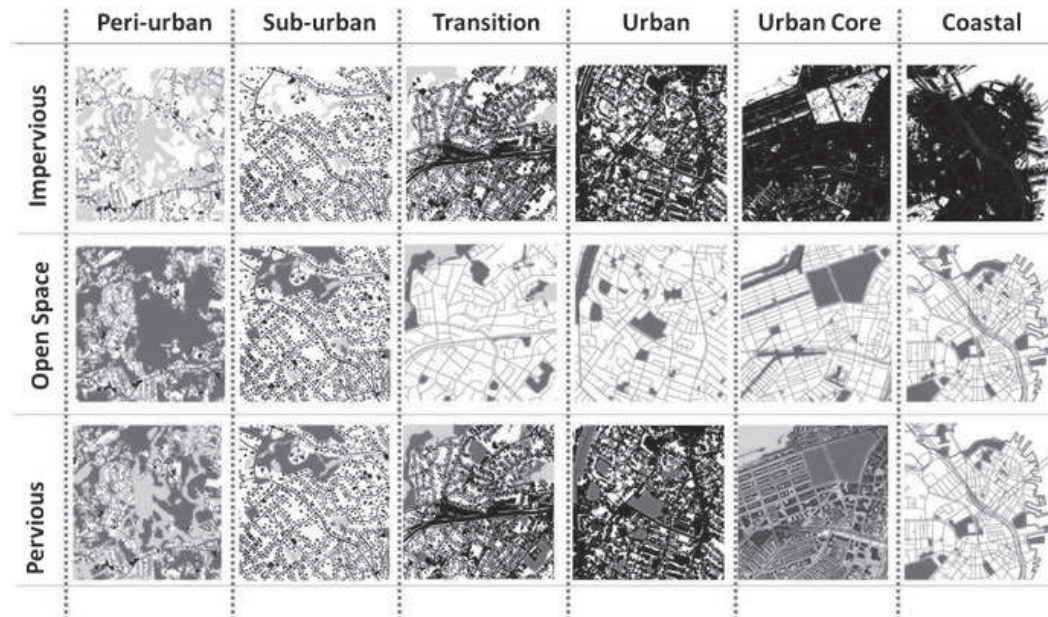 Peri-urban Sub-urban Transition Urban Urban Core Coastal
Impervious
Open Space
Pervious